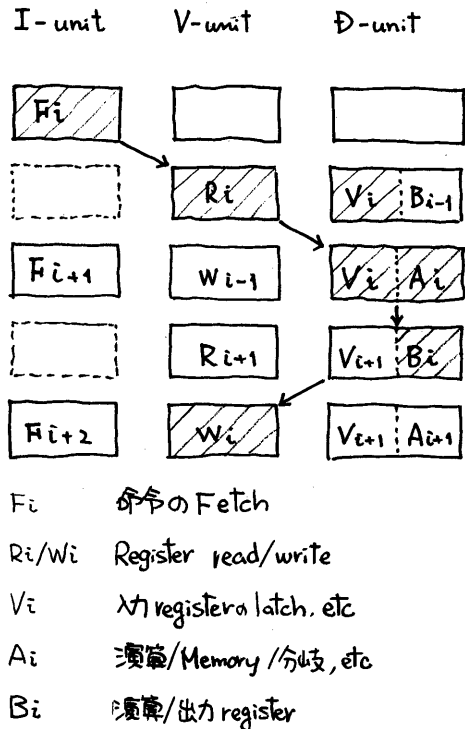 I-unit V-unit D-unit
Fi
Ri Vi Bi-1
Fi+1 Wi-1 Vi Ai
Ri+1 Vi+1 Bi
Fi+2 Wi Vi+1 Ai+1
Fi 命令のFetch
Ri/Wi Register read/write
Vi 入力registerのlatch, etc
Ai 演算/Memory/分岐, etc
Bi 演算/出力register